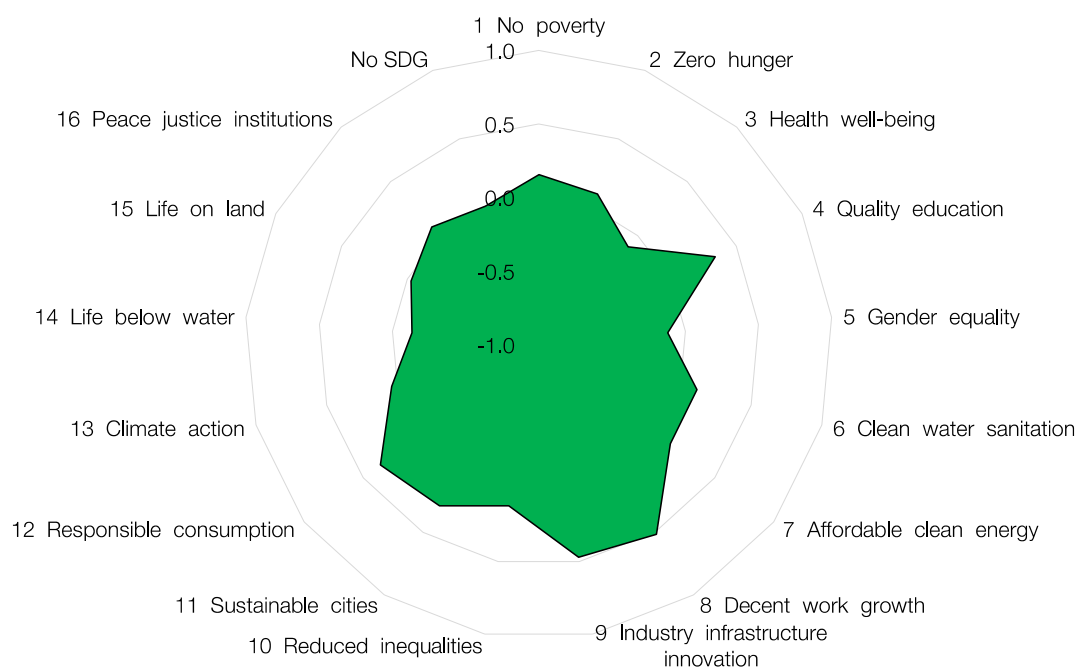 1 No poverty
1.0
No SDG
2 Zero hunger
16 Peace justice institutions
0.5
3 Health well-being
15 Life on land
0.0
4 Quality education
-0.5
14 Life below water
5 Gender equality
-1.0
13 Climate action
6 Clean water sanitation
12 Responsible consumption
7 Affordable clean energy
11 Sustainable cities
8 Decent work growth
10 Reduced inequalities
9 Industry infrastructure
innovation